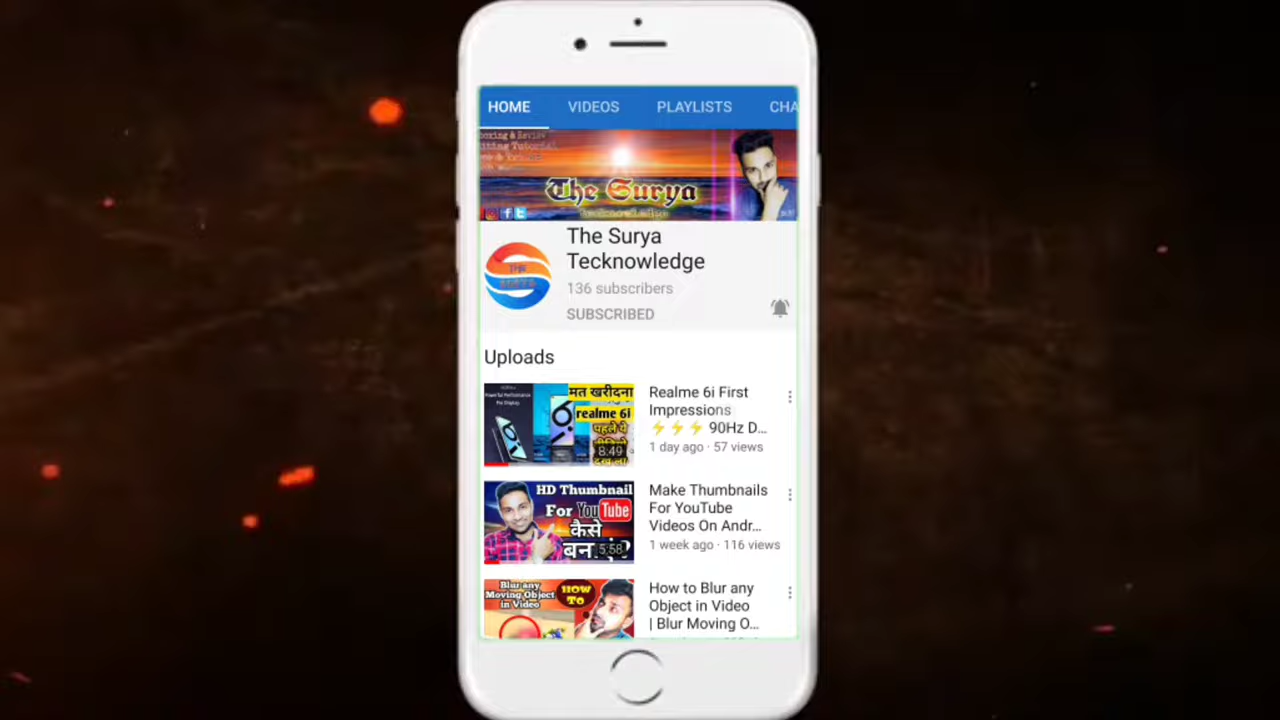 HOME VIDEOS PLAYLISTS CHA
The Surya
The Surya
Tecknowledge
136 subscribers
SUBSCRIBED
Uploads
मत खरीदना
realme 6i
पहले ये
8:49
Realme 6i First
Impressions
⚡⚡⚡ 90Hz D...
1 day ago · 57 views
HD Thumbnail
For YouTube
कैसे
5:58
Make Thumbnails
For YouTube
Videos On Andr...
1 week ago · 116 views
Blur any
Moving Object
in Video
HOW
TO
How to Blur any
Object in Video
| Blur Moving O...